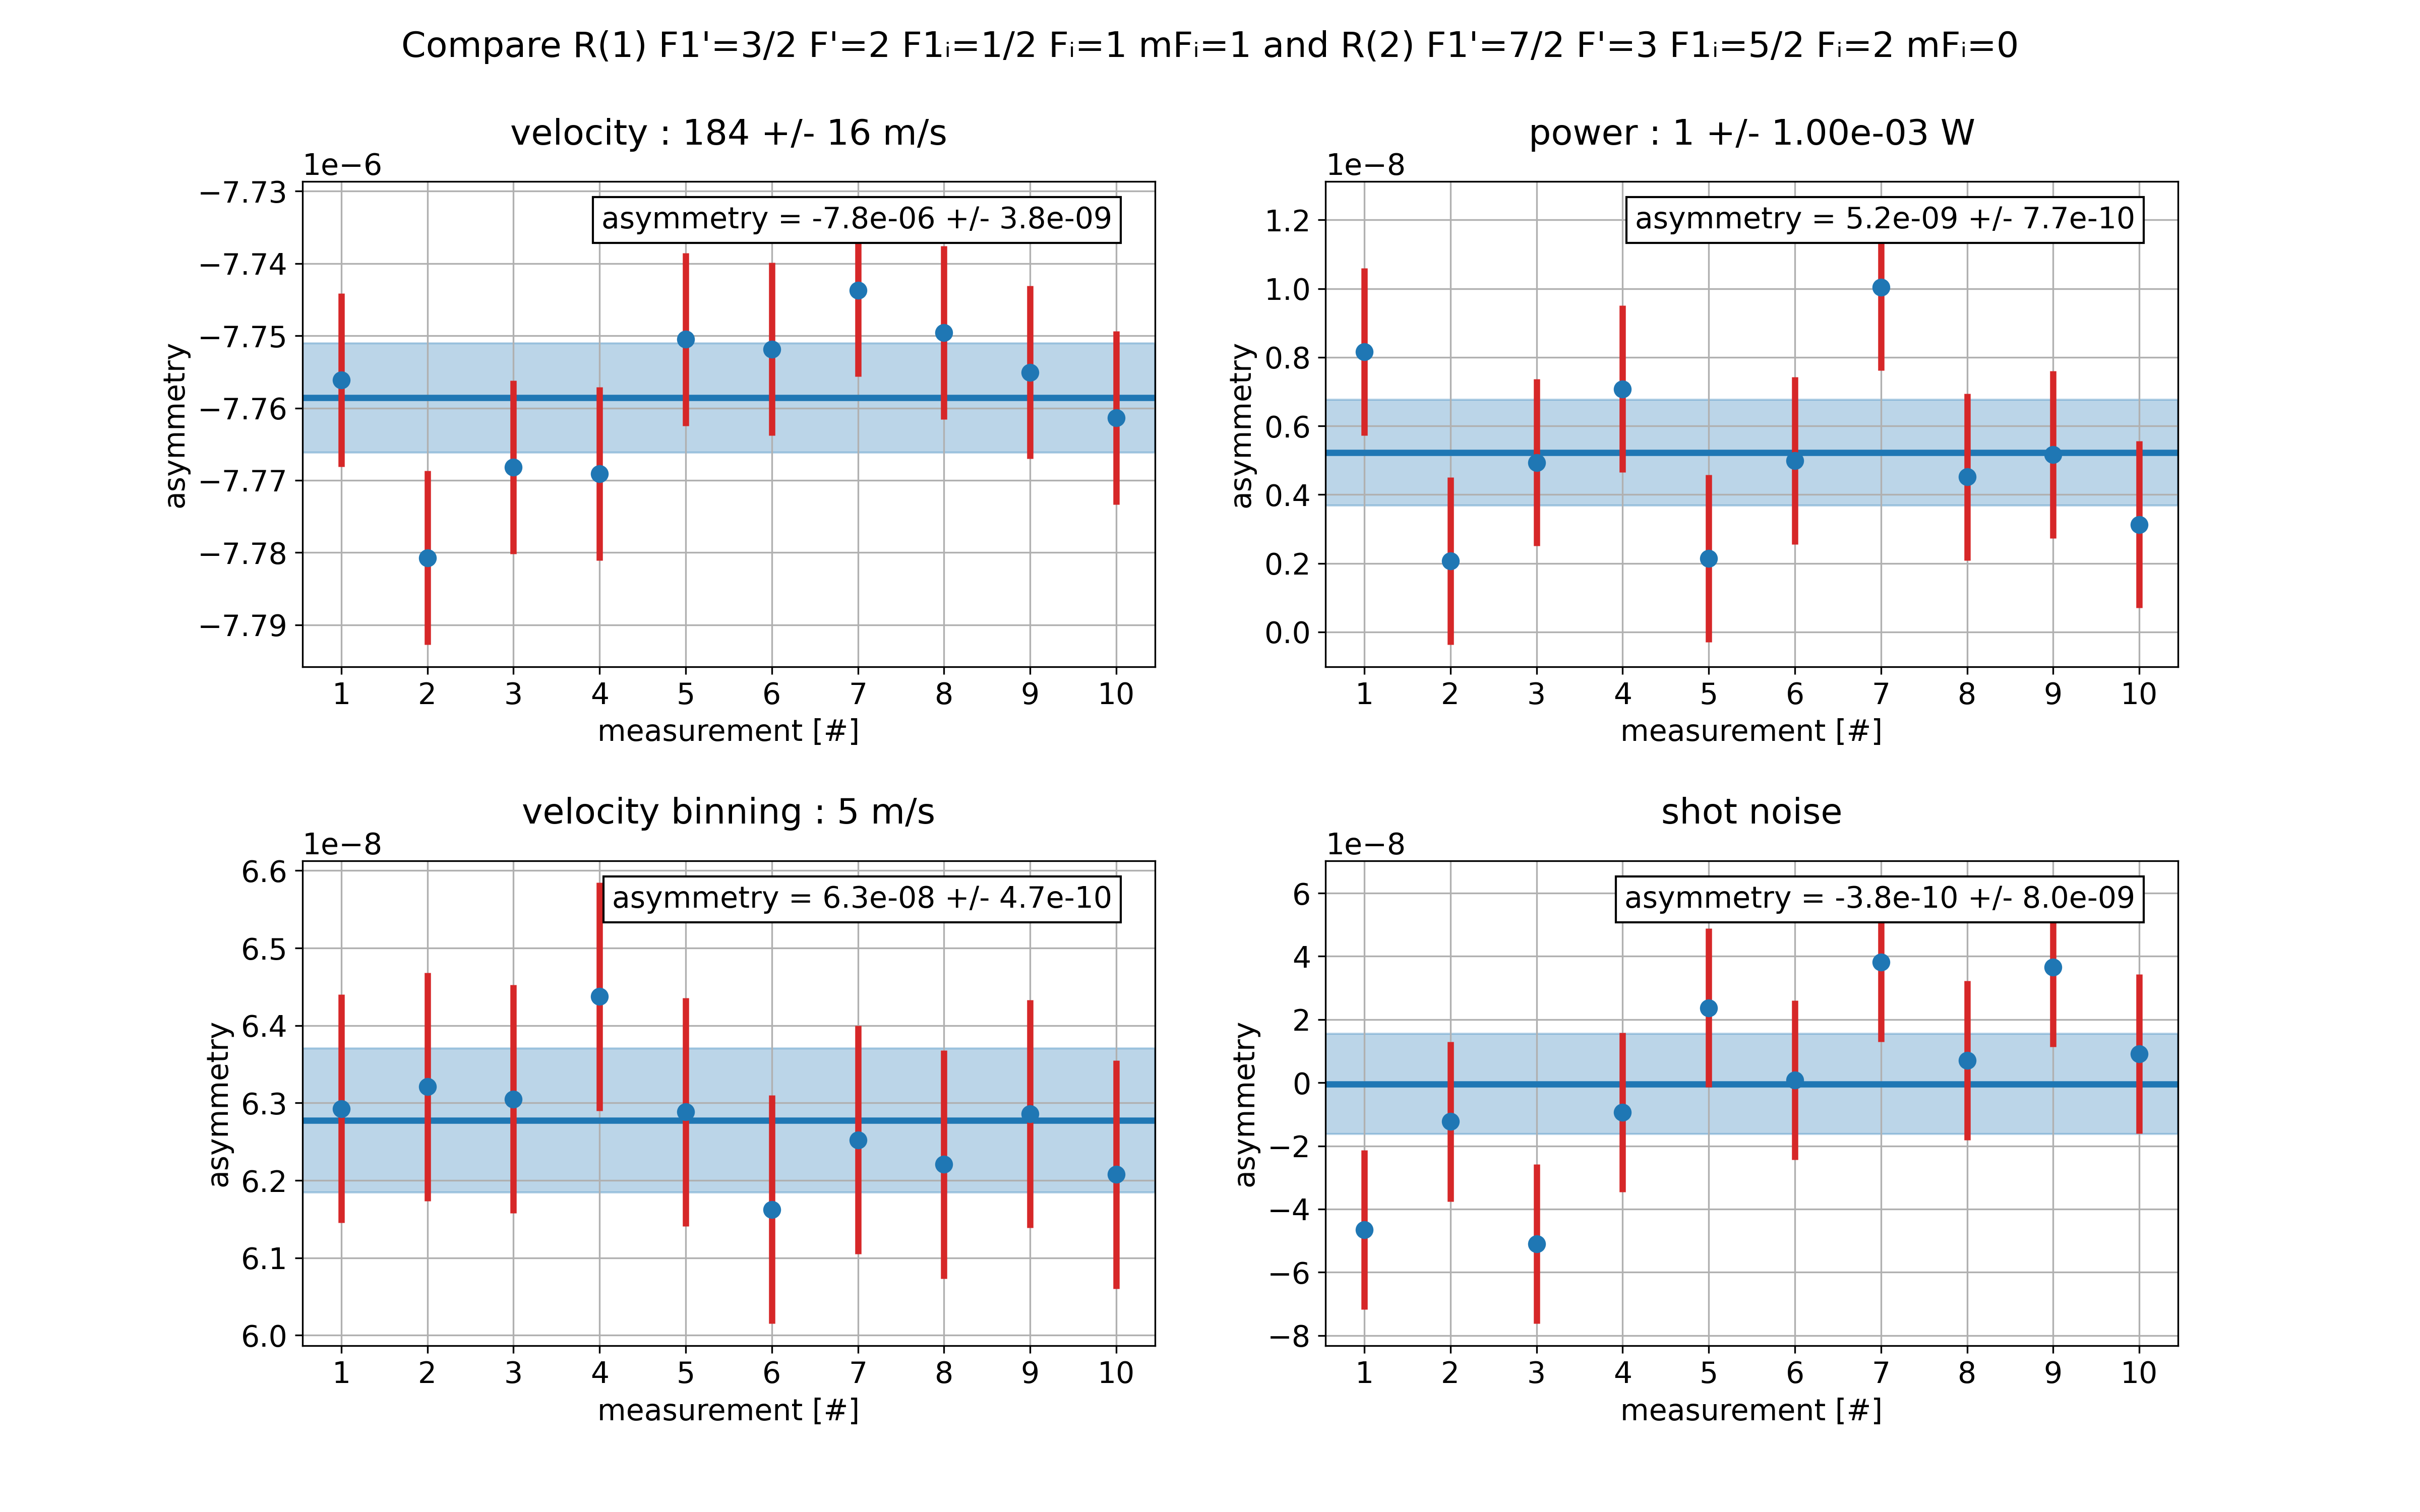 Compare R(1) F1'=3/2 F'=2 F1ᵢ=1/2 Fᵢ=1 mFᵢ=1 and R(2) F1'=7/2 F'=3 F1ᵢ=5/2 Fᵢ=2 mFᵢ=0
velocity : 184 +/- 16 m/s
1e−6
asymmetry = -7.8e-06 +/- 3.8e-09
−7.73
−7.74
−7.75
−7.76
−7.77
−7.78
−7.79
asymmetry
1 2 3 4 5 6 7 8 9 10
measurement [#]
power : 1 +/- 1.00e-03 W
1e−8
asymmetry = 5.2e-09 +/- 7.7e-10
1.2
1.0
0.8
0.6
0.4
0.2
0.0
asymmetry
1 2 3 4 5 6 7 8 9 10
measurement [#]
velocity binning : 5 m/s
1e−8
asymmetry = 6.3e-08 +/- 4.7e-10
6.6
6.5
6.4
6.3
6.2
6.1
6.0
asymmetry
1 2 3 4 5 6 7 8 9 10
measurement [#]
shot noise
1e−8
asymmetry = -3.8e-10 +/- 8.0e-09
6
4
2
0
−2
−4
−6
−8
asymmetry
1 2 3 4 5 6 7 8 9 10
measurement [#]